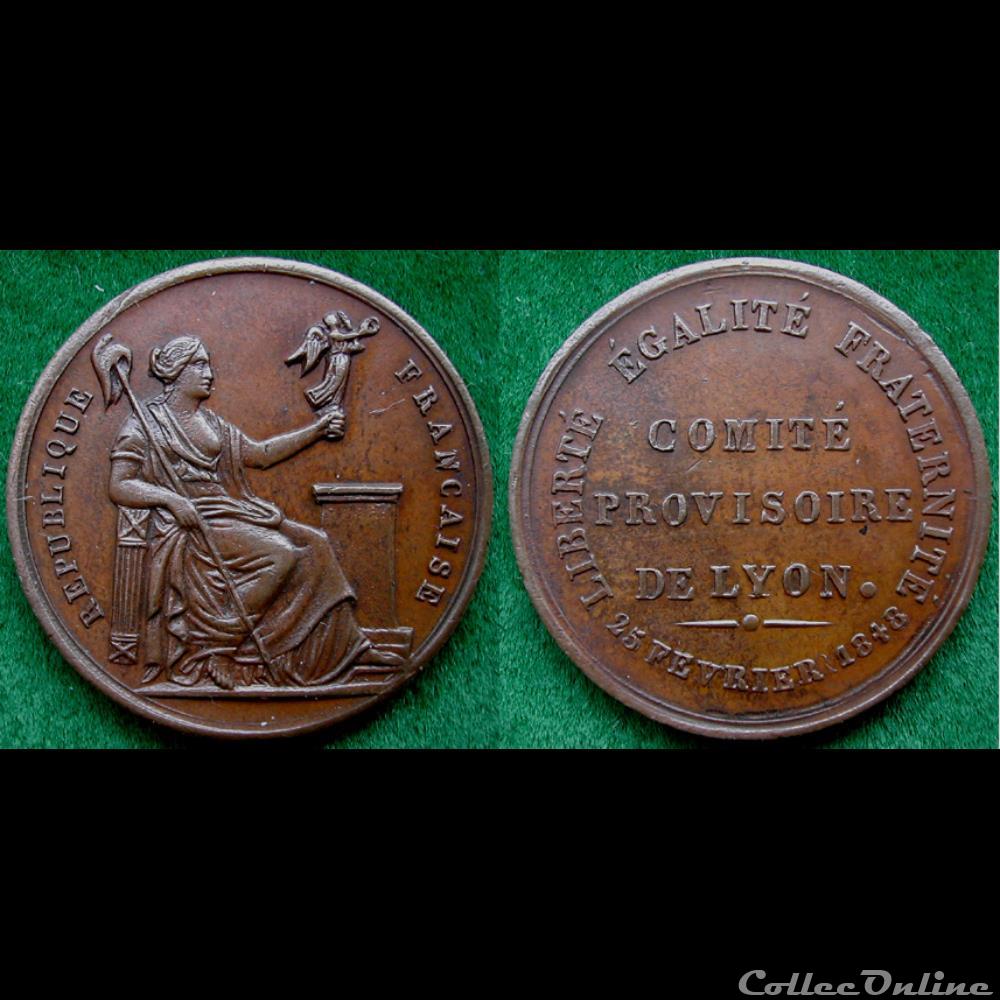 REPUBLIQUE FRANCAISE
LIBERTÉ ÉGALITÉ FRATERNITÉ
COMITÉ
PROVISOIRE
DE LYON.
25 FEVRIER 1848
CollecOnline